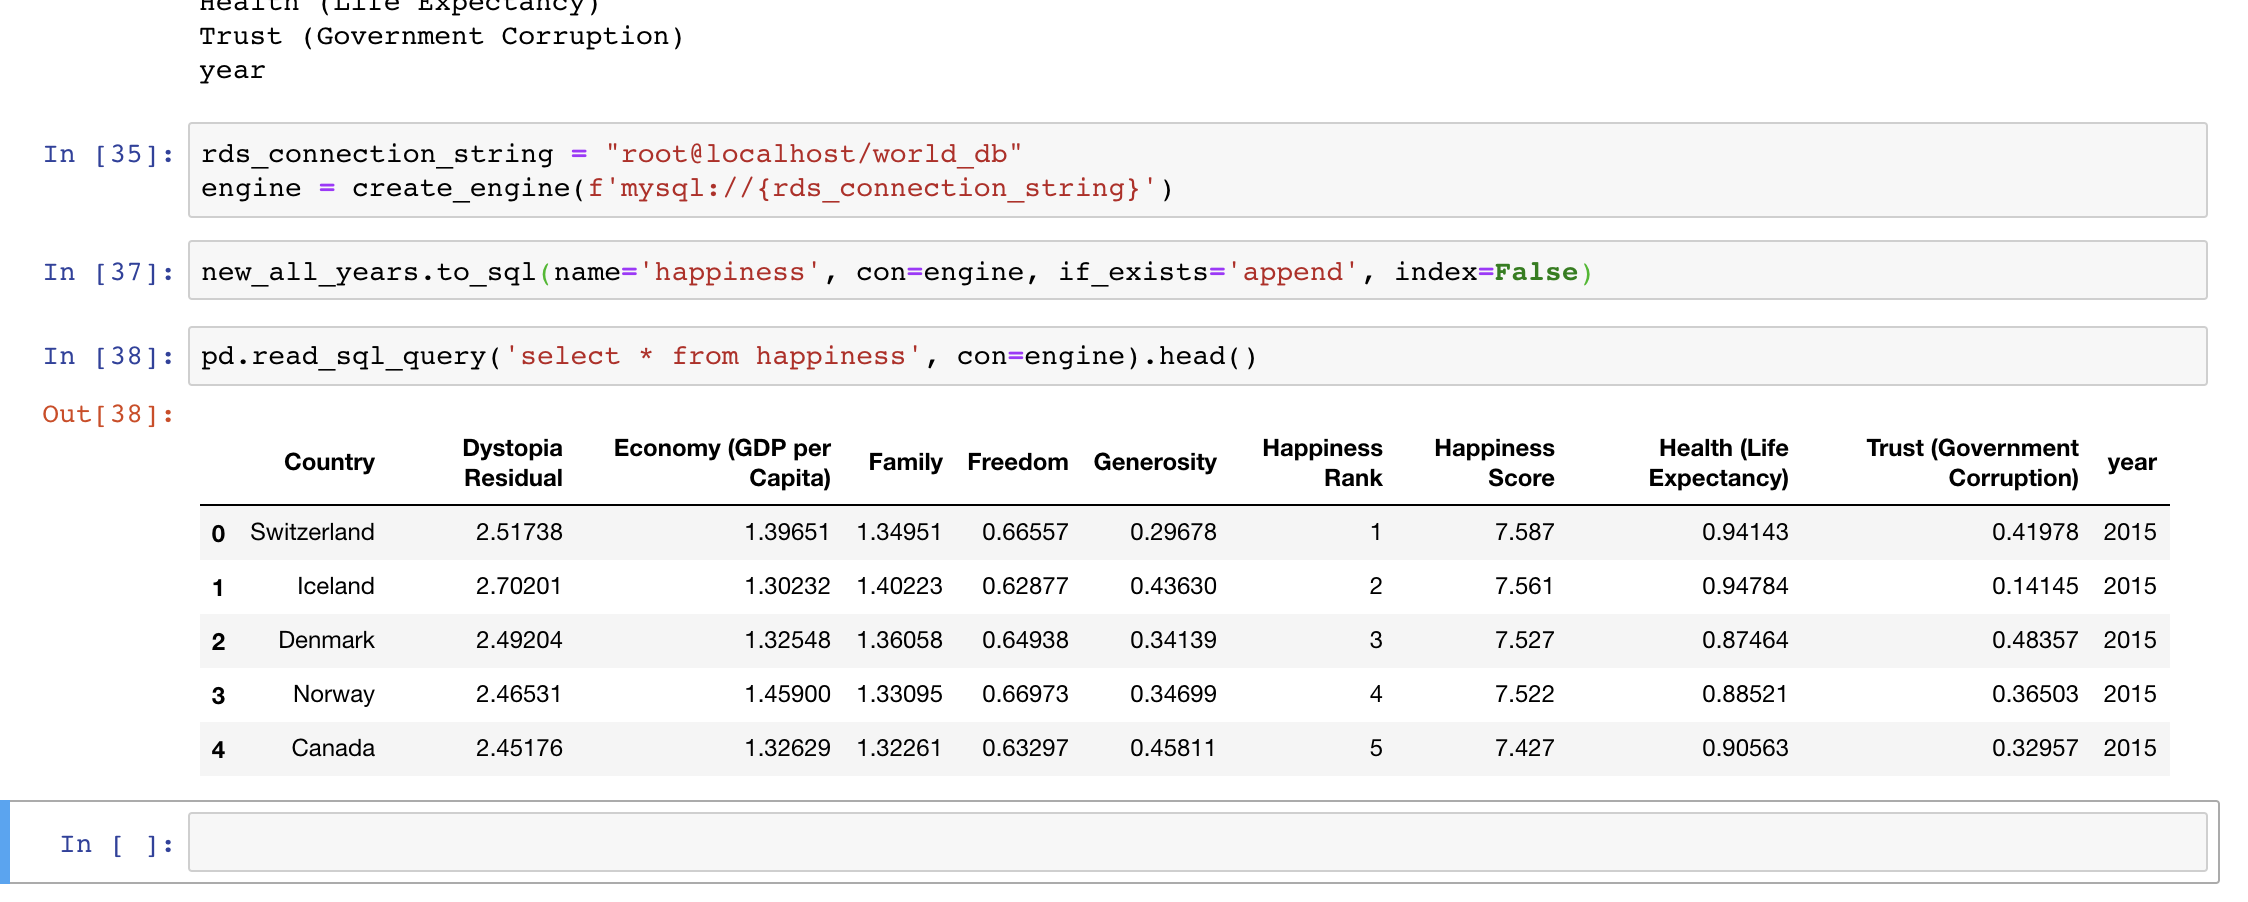 Health (Life Expectancy)
Trust (Government Corruption)
year
In [35]: rds_connection_string = "root@localhost/world_db"
engine = create_engine(f'mysql://{rds_connection_string}')
In [37]: new_all_years.to_sql(name='happiness', con=engine, if_exists='append', index=False)
In [38]: pd.read_sql_query('select * from happiness', con=engine).head()
Out[38]:
Country Dystopia Residual Economy (GDP per Capita) Family Freedom Generosity Happiness Rank Happiness Score Health (Life Expectancy) Trust (Government Corruption) year
0 Switzerland 2.51738 1.39651 1.34951 0.66557 0.29678 1 7.587 0.94143 0.41978 2015
1 Iceland 2.70201 1.30232 1.40223 0.62877 0.43630 2 7.561 0.94784 0.14145 2015
2 Denmark 2.49204 1.32548 1.36058 0.64938 0.34139 3 7.527 0.87464 0.48357 2015
3 Norway 2.46531 1.45900 1.33095 0.66973 0.34699 4 7.522 0.88521 0.36503 2015
4 Canada 2.45176 1.32629 1.32261 0.63297 0.45811 5 7.427 0.90563 0.32957 2015
In [ ]: